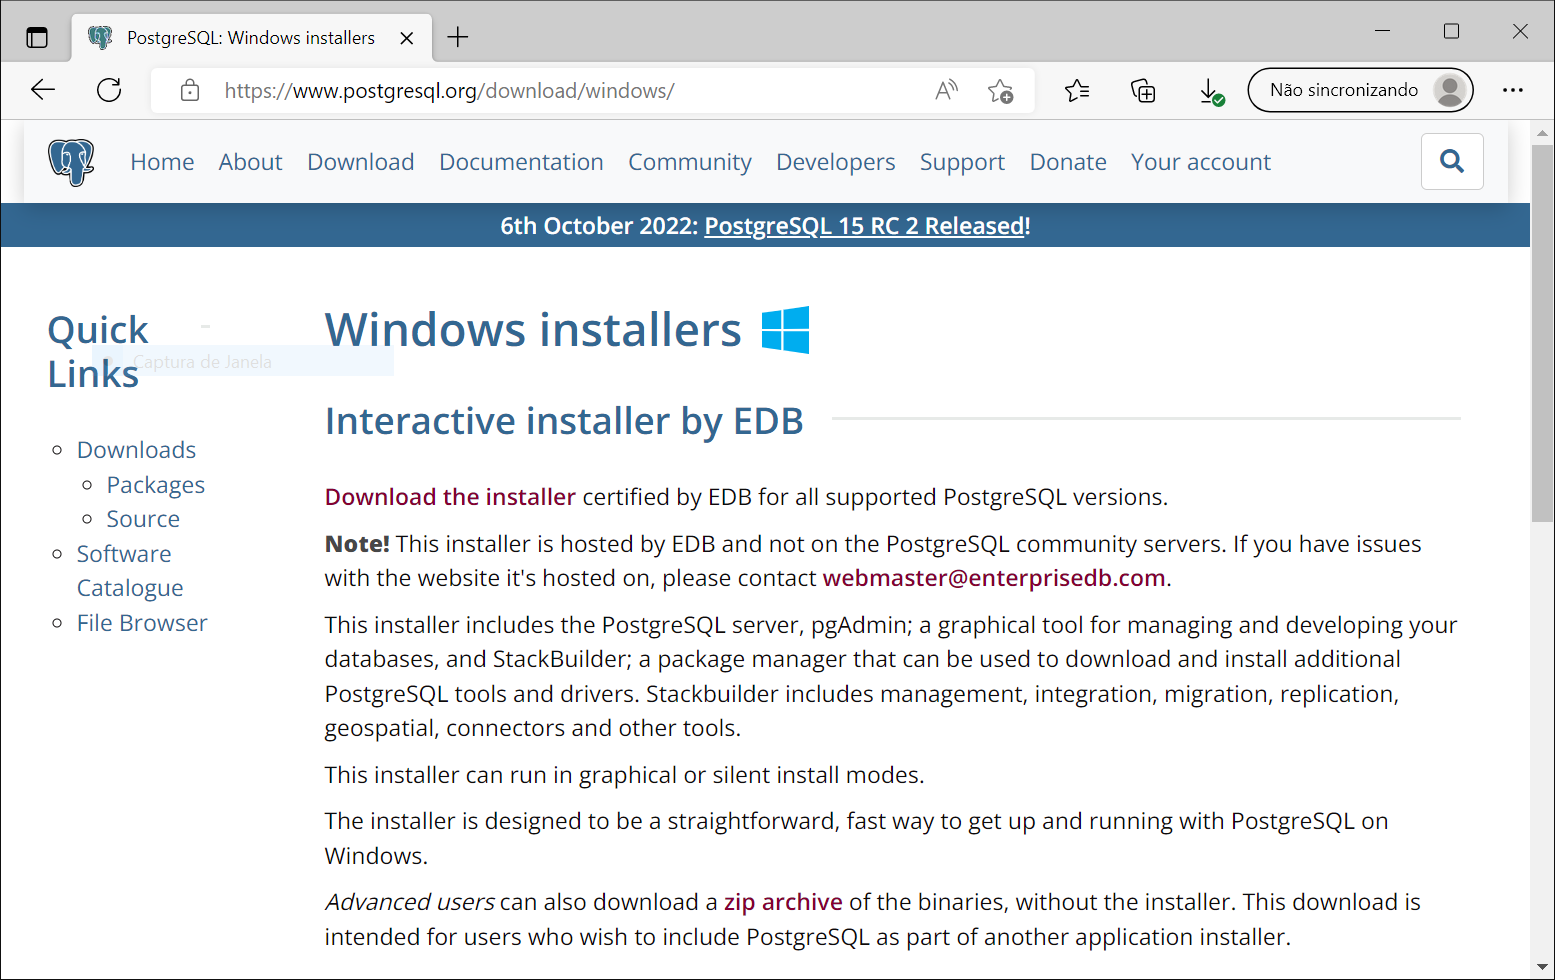 PostgreSQL: Windows installers
https://www.postgresql.org/download/windows/
Não sincronizando
Home About Download Documentation Community Developers Support Donate Your account
6th October 2022: PostgreSQL 15 RC 2 Released!
Quick
Links
Captura de Janela
Downloads
Packages
Source
Software
Catalogue
File Browser
Windows installers
Interactive installer by EDB
Download the installer certified by EDB for all supported PostgreSQL versions.
Note! This installer is hosted by EDB and not on the PostgreSQL community servers. If you have issues
with the website it's hosted on, please contact webmaster@enterprisedb.com.
This installer includes the PostgreSQL server, pgAdmin; a graphical tool for managing and developing your
databases, and StackBuilder; a package manager that can be used to download and install additional
PostgreSQL tools and drivers. Stackbuilder includes management, integration, migration, replication,
geospatial, connectors and other tools.
This installer can run in graphical or silent install modes.
The installer is designed to be a straightforward, fast way to get up and running with PostgreSQL on
Windows.
Advanced users can also download a zip archive of the binaries, without the installer. This download is
intended for users who wish to include PostgreSQL as part of another application installer.